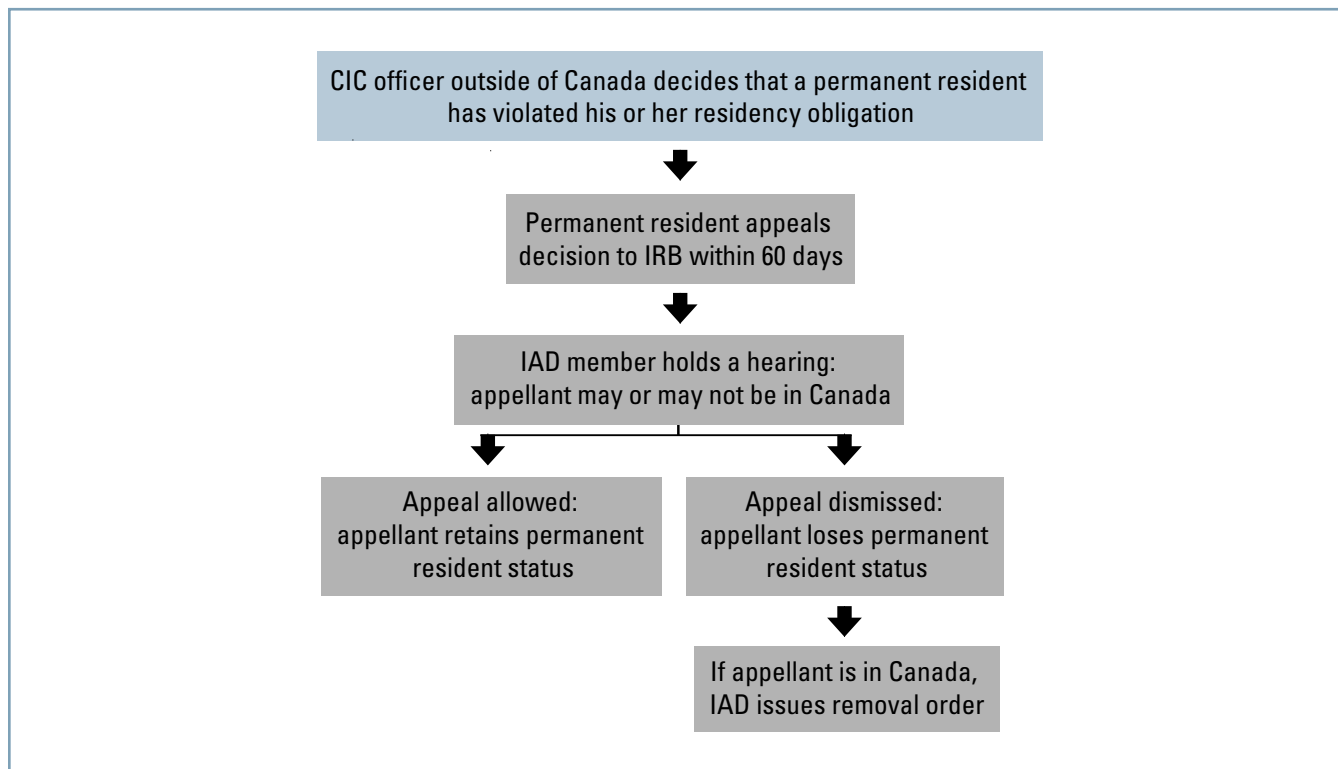 CIC officer outside of Canada decides that a permanent resident
has violated his or her residency obligation
Permanent resident appeals
decision to IRB within 60 days
IAD member holds a hearing:
appellant may or may not be in Canada
Appeal allowed:
appellant retains permanent
resident status
Appeal dismissed:
appellant loses permanent
resident status
If appellant is in Canada,
IAD issues removal order